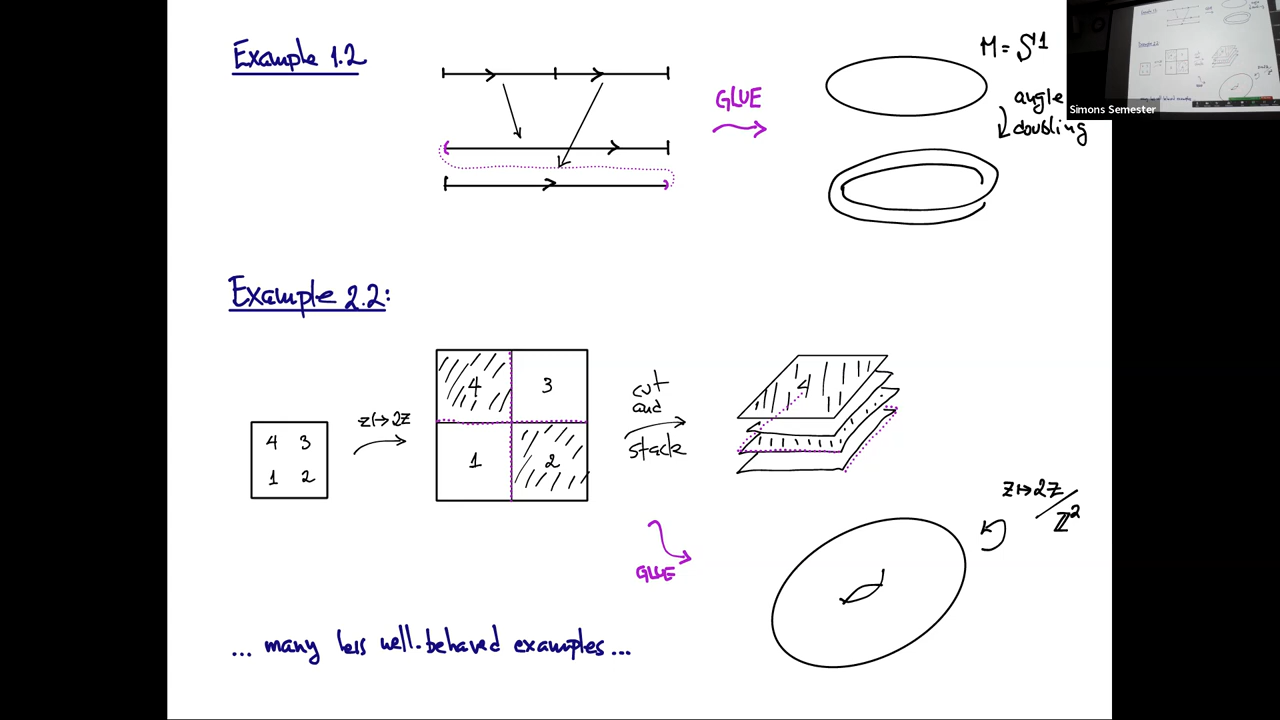 Example 1.2
GLUE
M = S^1
angle
doubling
Simons Semester
Example 2.2:
4 3
1 2
z ↦ 2z
4 3
1 2
cut
and
stack
4
GLUE
z ↦ 2z / ℤ²
... many less well-behaved examples ...